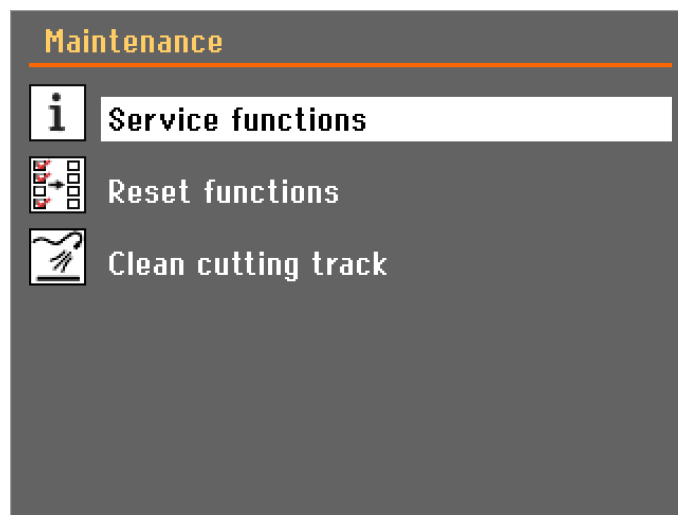 Maintenance
i
Service functions
Reset functions
Clean cutting track